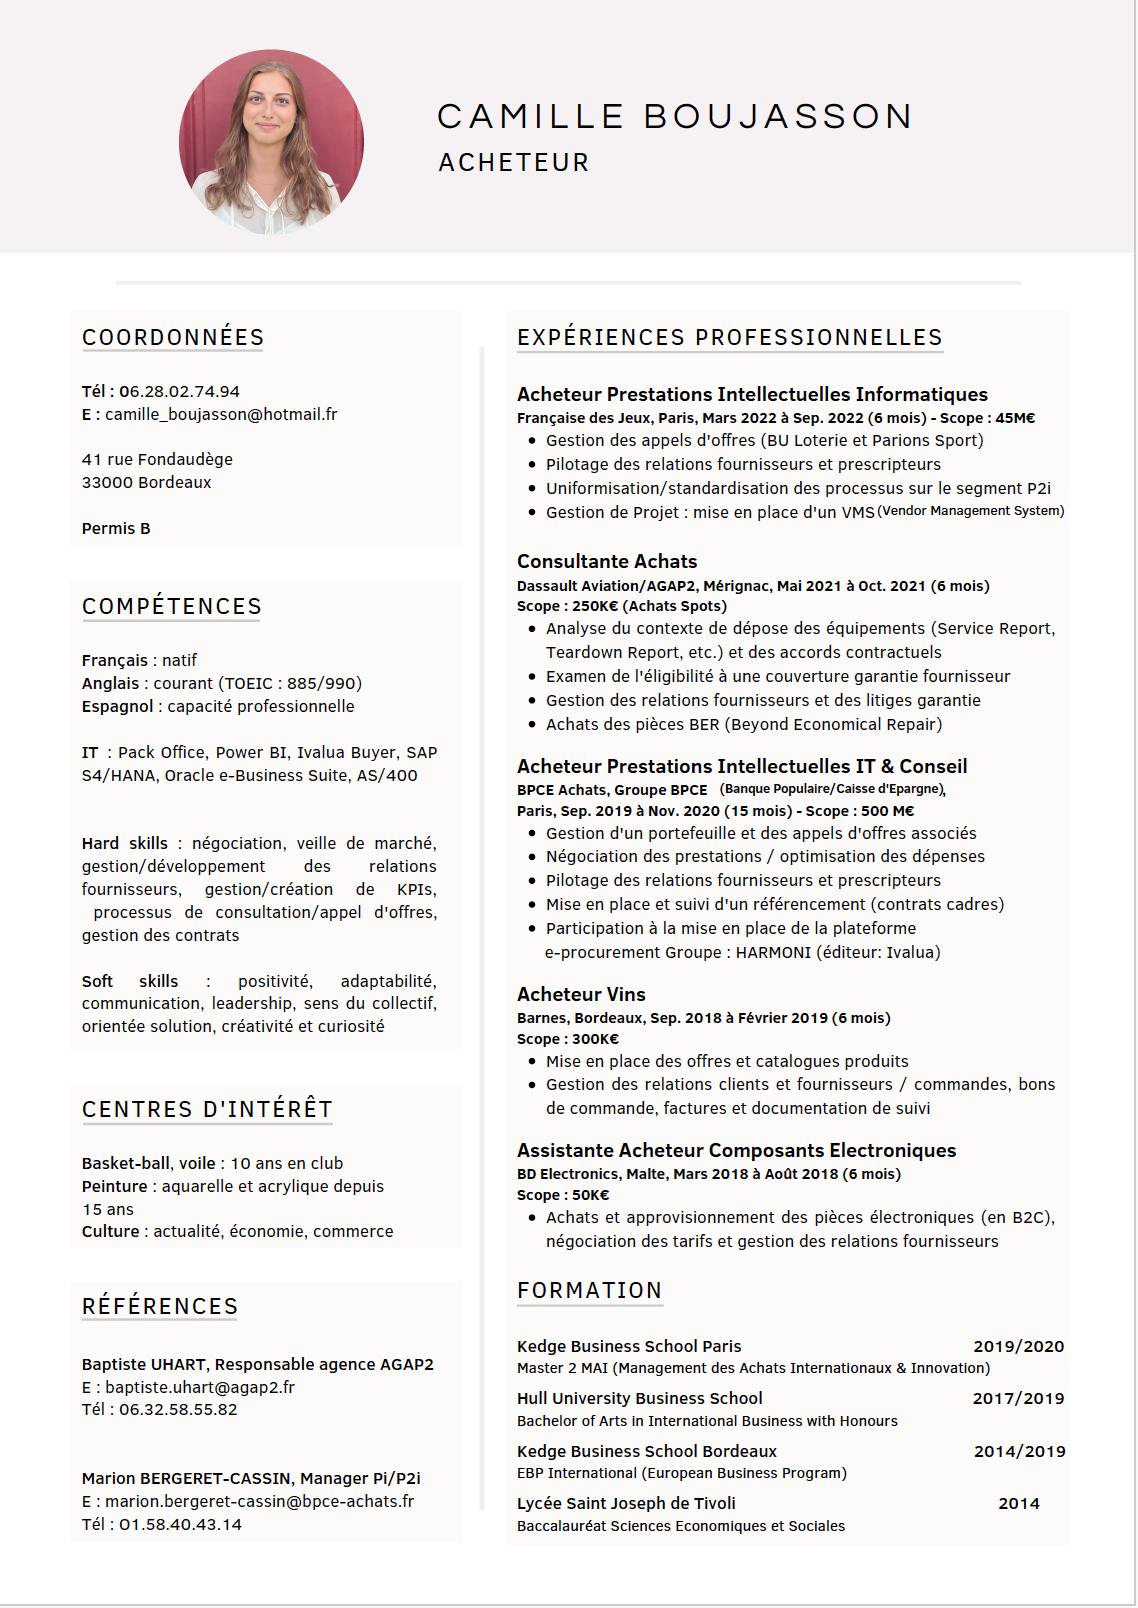 CAMILLE BOUJASSON
ACHETEUR
COORDONNÉES
Tél : 06.28.02.74.94
E : camille_boujasson@hotmail.fr
41 rue Fondaudège
33000 Bordeaux
Permis B
COMPÉTENCES
Français : natif
Anglais : courant (TOEIC : 885/990)
Espagnol : capacité professionnelle
IT : Pack Office, Power BI, Ivalua Buyer, SAP
S4/HANA, Oracle e-Business Suite, AS/400
Hard skills : négociation, veille de marché,
gestion/développement des relations
fournisseurs, gestion/création de KPIs,
processus de consultation/appel d'offres,
gestion des contrats
Soft skills : positivité, adaptabilité,
communication, leadership, sens du collectif,
orientée solution, créativité et curiosité
CENTRES D'INTÉRÊT
Basket-ball, voile : 10 ans en club
Peinture : aquarelle et acrylique depuis
15 ans
Culture : actualité, économie, commerce
RÉFÉRENCES
Baptiste UHART, Responsable agence AGAP2
E : baptiste.uhart@agap2.fr
Tél : 06.32.58.55.82
Marion BERGERET-CASSIN, Manager Pi/P2i
E : marion.bergeret-cassin@bpce-achats.fr
Tél : 01.58.40.43.14
EXPÉRIENCES PROFESSIONNELLES
Acheteur Prestations Intellectuelles Informatiques
Française des Jeux, Paris, Mars 2022 à Sep. 2022 (6 mois) - Scope : 45M€
• Gestion des appels d'offres (BU Loterie et Parions Sport)
• Pilotage des relations fournisseurs et prescripteurs
• Uniformisation/standardisation des processus sur le segment P2i
• Gestion de Projet : mise en place d'un VMS (Vendor Management System)
Consultante Achats
Dassault Aviation/AGAP2, Mérignac, Mai 2021 à Oct. 2021 (6 mois)
Scope : 250K€ (Achats Spots)
• Analyse du contexte de dépose des équipements (Service Report,
Teardown Report, etc.) et des accords contractuels
• Examen de l'éligibilité à une couverture garantie fournisseur
• Gestion des relations fournisseurs et des litiges garantie
• Achats des pièces BER (Beyond Economical Repair)
Acheteur Prestations Intellectuelles IT & Conseil
BPCE Achats, Groupe BPCE (Banque Populaire/Caisse d'Epargne),
Paris, Sep. 2019 à Nov. 2020 (15 mois) - Scope : 500 M€
• Gestion d'un portefeuille et des appels d'offres associés
• Négociation des prestations / optimisation des dépenses
• Pilotage des relations fournisseurs et prescripteurs
• Mise en place et suivi d'un référencement (contrats cadres)
• Participation à la mise en place de la plateforme
e-procurement Groupe : HARMONI (éditeur: Ivalua)
Acheteur Vins
Barnes, Bordeaux, Sep. 2018 à Février 2019 (6 mois)
Scope : 300K€
• Mise en place des offres et catalogues produits
• Gestion des relations clients et fournisseurs / commandes, bons
de commande, factures et documentation de suivi
Assistante Acheteur Composants Electroniques
BD Electronics, Malte, Mars 2018 à Août 2018 (6 mois)
Scope : 50K€
• Achats et approvisionnement des pièces électroniques (en B2C),
négociation des tarifs et gestion des relations fournisseurs
FORMATION
Kedge Business School Paris 2019/2020
Master 2 MAI (Management des Achats Internationaux & Innovation)
Hull University Business School 2017/2019
Bachelor of Arts in International Business with Honours
Kedge Business School Bordeaux 2014/2019
EBP International (European Business Program)
Lycée Saint Joseph de Tivoli 2014
Baccalauréat Sciences Economiques et Sociales